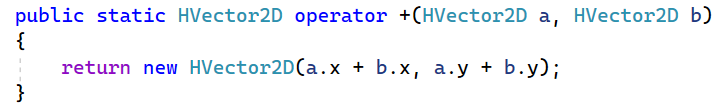 public static HVector2D operator +(HVector2D a, HVector2D b)
{
    return new HVector2D(a.x + b.x, a.y + b.y);
}